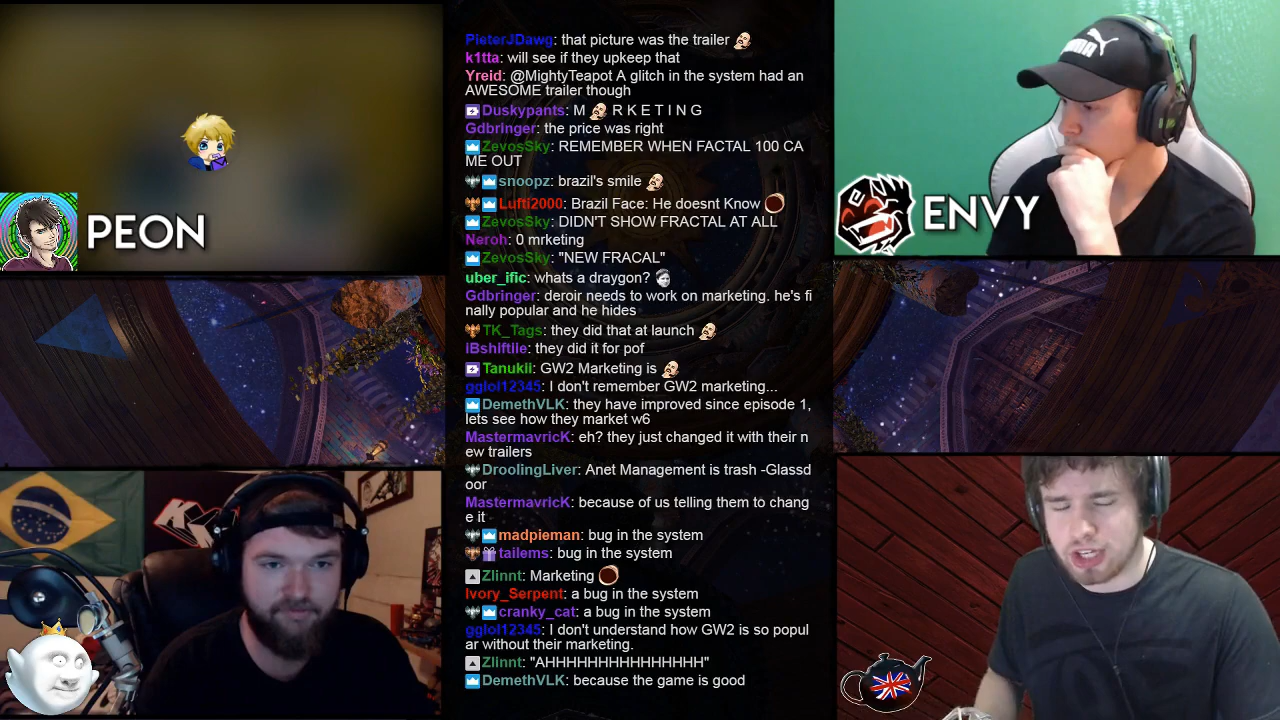 PEON
PieterJDawg: that picture was the trailer
k1tta: will see if they upkeep that
Yreid: @MightyTeapot A glitch in the system had an
AWESOME trailer though
Duskypants: M RKETING
Gdbringer: the price was right
ZevosSky: REMEMBER WHEN FACTAL 100 CA
ME OUT
snoopz: brazil's smile
Lufti2000: Brazil Face: He doesnt Know
ZevosSky: DIDN'T SHOW FRACTAL AT ALL
Neroh: 0 mrketing
ZevosSky: "NEW FRACAL"
uber_ific: whats a draygon?
Gdbringer: deroir needs to work on marketing. he's fi
nally popular and he hides
TK_Tags: they did that at launch
IBshiftile: they did it for pof
Tanukli: GW2 Marketing is
gglol12345: I don't remember GW2 marketing...
DemethVLK: they have improved since episode 1,
lets see how they market w6
MastermavricK: eh? they just changed it with their n
ew trailers
DroolingLiver: Anet Management is trash -Glassd
oor
MastermavricK: because of us telling them to chang
e it
madpieman: bug in the system
tailems: bug in the system
Zlinnt: Marketing
Ivory_Serpent: a bug in the system
cranky_cat: a bug in the system
gglol12345: I don't understand how GW2 is so popul
ar without their marketing.
Zlinnt: "AHHHHHHHHHHHHHHH"
DemethVLK: because the game is good
PUMA
ENVY